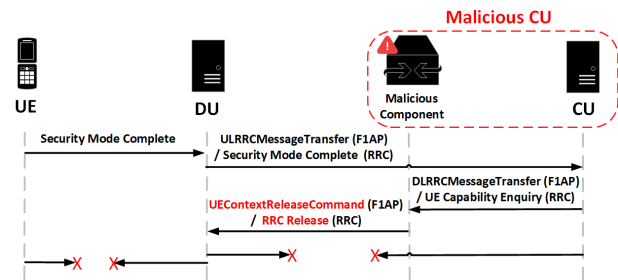 Malicious CU
UE
DU
Malicious
Component
CU
Security Mode Complete
ULRRCMessageTransfer (F1AP)
/ Security Mode Complete (RRC)
DLRRCMessageTransfer (F1AP)
/ UE Capability Enquiry (RRC)
UEContextReleaseCommand (F1AP)
/ RRC Release (RRC)